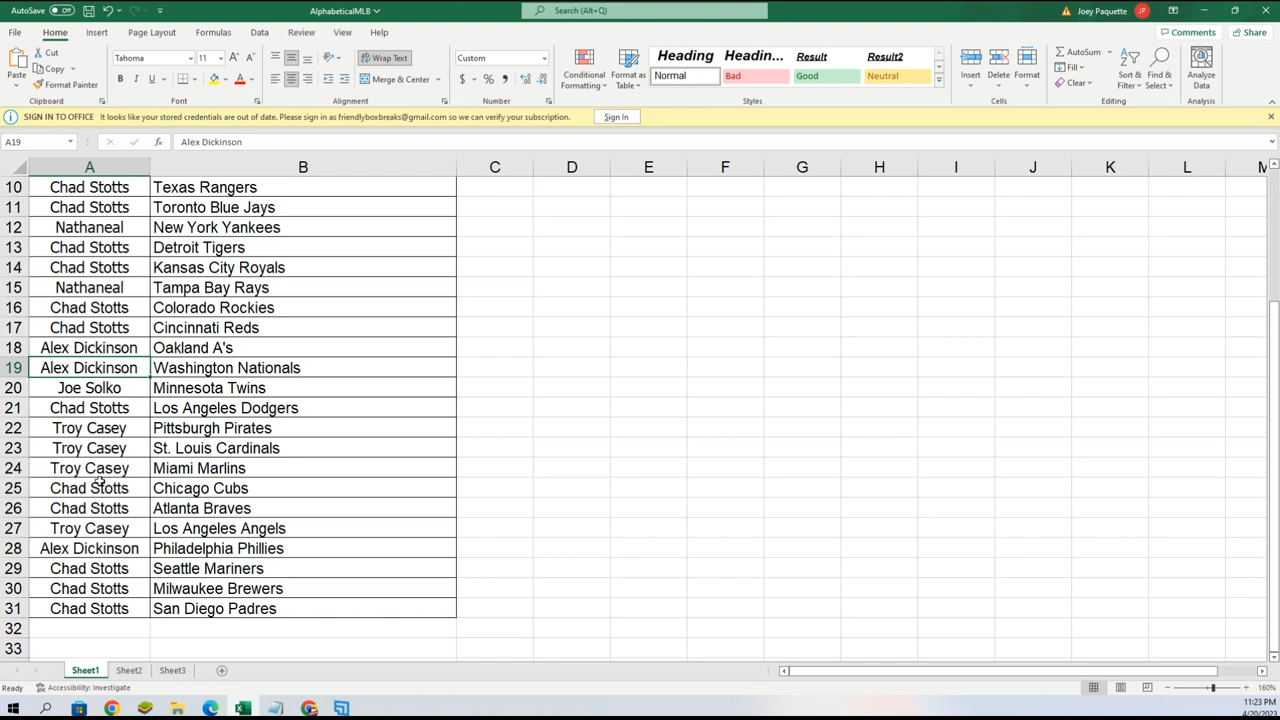 AutoSave Off AlphabeticalMLB Search (Alt+Q) Joey Paquette JP
File Home Insert Page Layout Formulas Data Review View Help Comments Share
Paste Cut Copy Format Painter Clipboard
Tahoma 11 A A B I U A Font
Wrap Text Merge & Center Alignment
Custom $ % , Number
Conditional Formatting Format as Table
Heading Headin... Result Result2
Normal Bad Good Neutral
Styles
Insert Delete Format Cells
AutoSum Fill Clear Sort & Filter Find & Select Editing
Analyze Data Analysis
SIGN IN TO OFFICE It looks like your stored credentials are out of date. Please sign in as friendlyboxbreaks@gmail.com so we can verify your subscription. Sign In
A19 fx Alex Dickinson
A B C D E F G H I J K L M
10 Chad Stotts Texas Rangers
11 Chad Stotts Toronto Blue Jays
12 Nathaneal New York Yankees
13 Chad Stotts Detroit Tigers
14 Chad Stotts Kansas City Royals
15 Nathaneal Tampa Bay Rays
16 Chad Stotts Colorado Rockies
17 Chad Stotts Cincinnati Reds
18 Alex Dickinson Oakland A's
19 Alex Dickinson Washington Nationals
20 Joe Solko Minnesota Twins
21 Chad Stotts Los Angeles Dodgers
22 Troy Casey Pittsburgh Pirates
23 Troy Casey St. Louis Cardinals
24 Troy Casey Miami Marlins
25 Chad Stotts Chicago Cubs
26 Chad Stotts Atlanta Braves
27 Troy Casey Los Angeles Angels
28 Alex Dickinson Philadelphia Phillies
29 Chad Stotts Seattle Mariners
30 Chad Stotts Milwaukee Brewers
31 Chad Stotts San Diego Padres
32
33
Sheet1 Sheet2 Sheet3
Ready Accessibility: Investigate 160%
11:23 PM
4/20/2023